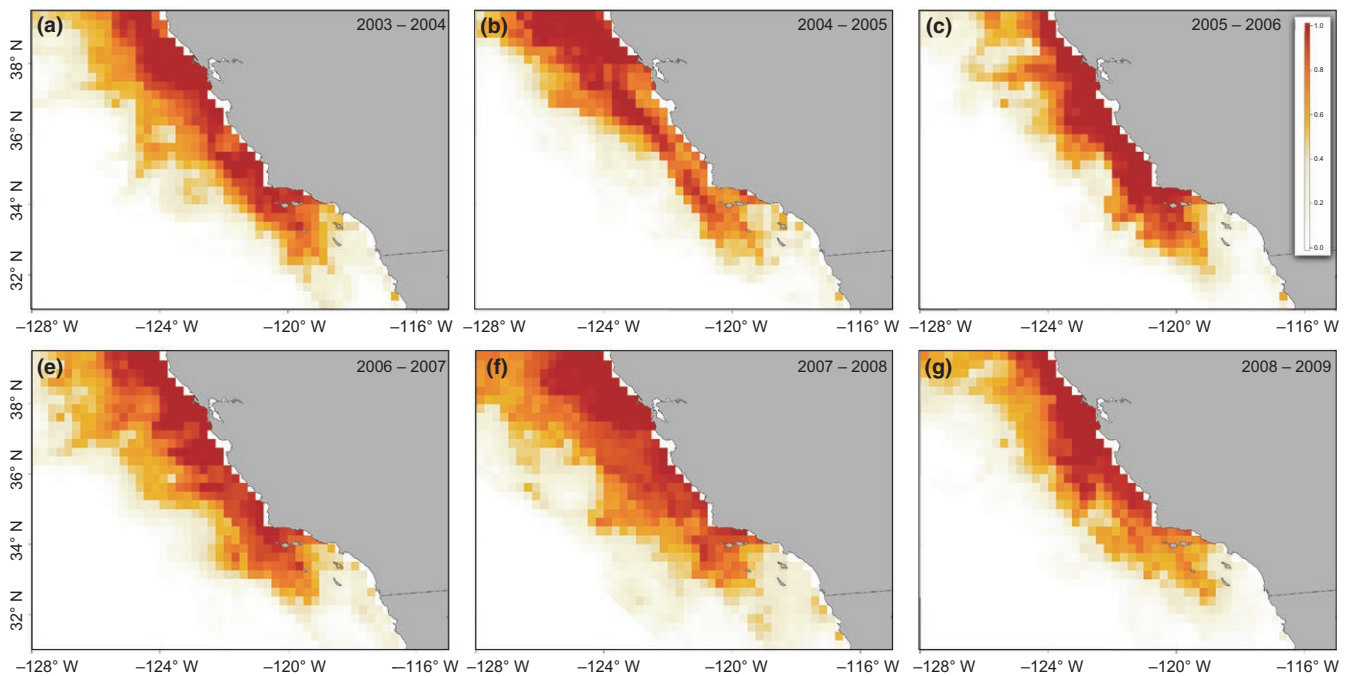 (a) 2003 – 2004
(b) 2004 – 2005
(c) 2005 – 2006
1.0
0.8
0.6
0.4
0.2
0.0
38° N
36° N
34° N
32° N
−128° W −124° W −120° W −116° W
−128° W −124° W −120° W −116° W
−128° W −124° W −120° W −116° W
(e) 2006 – 2007
(f) 2007 – 2008
(g) 2008 – 2009
38° N
36° N
34° N
32° N
−128° W −124° W −120° W −116° W
−128° W −124° W −120° W −116° W
−128° W −124° W −120° W −116° W